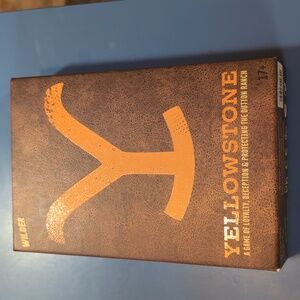 WILDER
YELLOWSTONE
A GAME OF LOYALTY, DECEPTION & PROTECTING THE DUTTON RANCH
17+